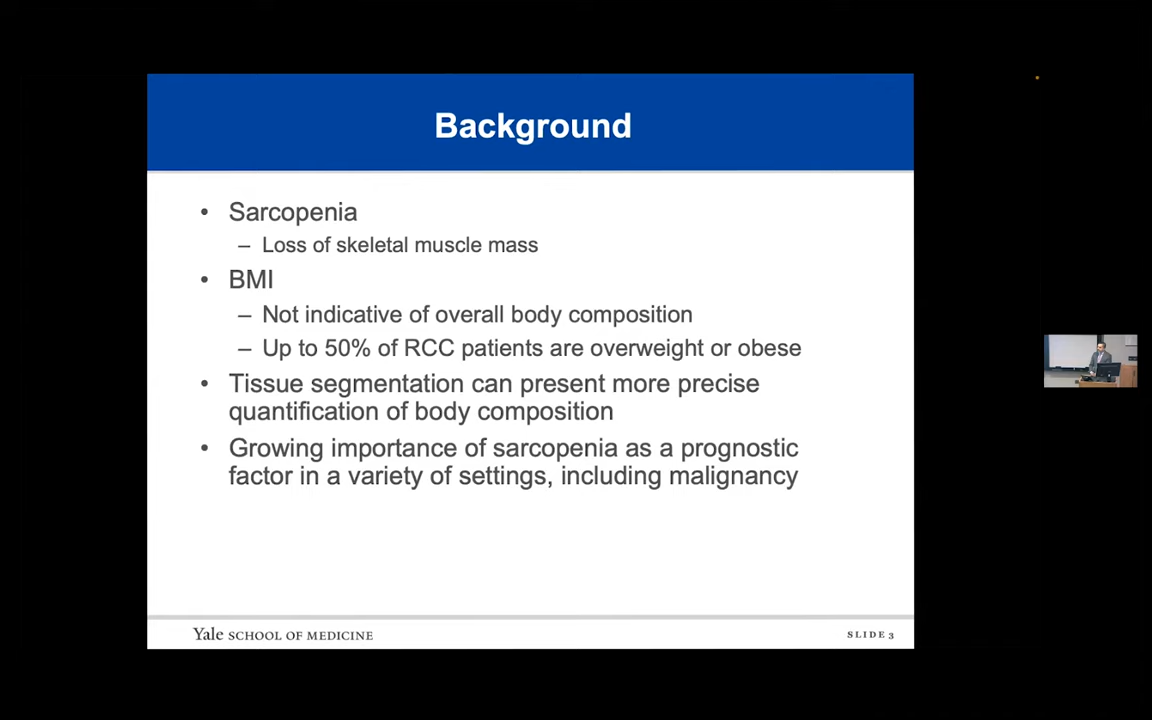 Background
• Sarcopenia
– Loss of skeletal muscle mass
• BMI
– Not indicative of overall body composition
– Up to 50% of RCC patients are overweight or obese
• Tissue segmentation can present more precise
quantification of body composition
• Growing importance of sarcopenia as a prognostic
factor in a variety of settings, including malignancy
Yale SCHOOL OF MEDICINE
SLIDE 3